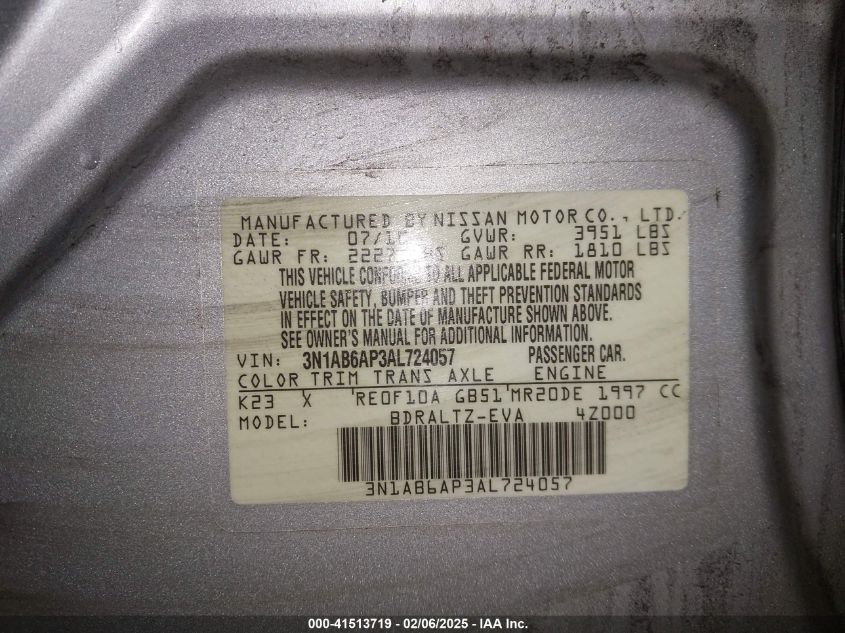 MANUFACTURED BY NISSAN MOTOR CO., LTD.
DATE: 07/10 GVWR: 3951 LBS
GAWR FR: GAWR RR: 1810 LBS
THIS VEHICLE CONFORMS TO ALL APPLICABLE FEDERAL MOTOR
VEHICLE SAFETY, BUMPER AND THEFT PREVENTION STANDARDS
IN EFFECT ON THE DATE OF MANUFACTURE SHOWN ABOVE.
SEE OWNER'S MANUAL FOR ADDITIONAL INFORMATION.
VIN: 3N1AB6AP3AL724057 PASSENGER CAR.
COLOR TRIM TRANS AXLE ENGINE
K23 X RE0F10A GB51 MR20DE 1997 CC
MODEL: BDRALTZ-EVA 4Z000
3N1AB6AP3AL724057
000-41513719 - 02/06/2025 - IAA Inc.